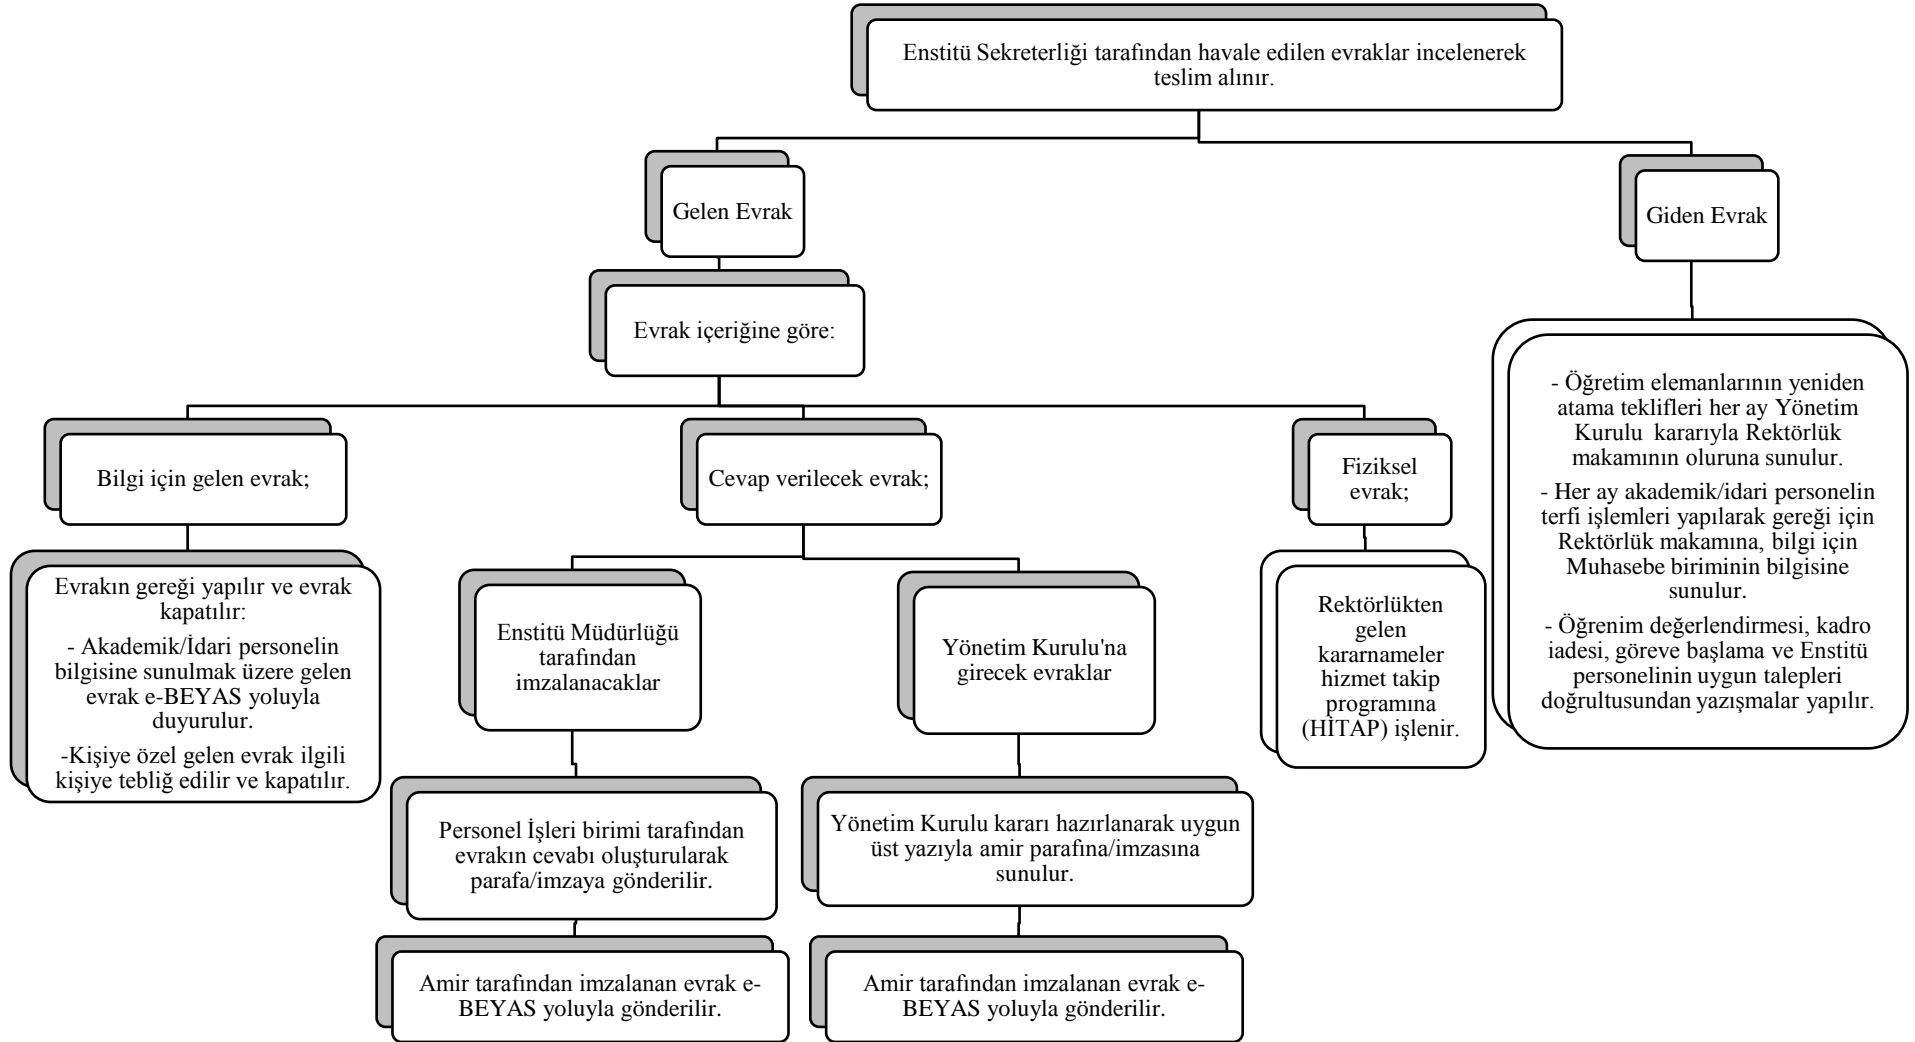 Enstitü Sekreterliği tarafından havale edilen evraklar incelenerek
teslim alınır.
Gelen Evrak
Giden Evrak
Evrak içeriğine göre:
Bilgi için gelen evrak;
Cevap verilecek evrak;
Fiziksel
evrak;
- Öğretim elemanlarının yeniden
atama teklifleri her ay Yönetim
Kurulu  kararıyla Rektörlük
makamının oluruna sunulur.
- Her ay akademik/idari personelin
terfi işlemleri yapılarak gereği için
Rektörlük makamına, bilgi için
Muhasebe biriminin bilgisine
sunulur.
- Öğrenim değerlendirmesi, kadro
iadesi, göreve başlama ve Enstitü
personelinin uygun talepleri
doğrultusundan yazışmalar yapılır.
Evrakın gereği yapılır ve evrak
kapatılır:
- Akademik/İdari personelin
bilgisine sunulmak üzere gelen
evrak e-BEYAS yoluyla
duyurulur.
-Kişiye özel gelen evrak ilgili
kişiye tebliğ edilir ve kapatılır.
Enstitü Müdürlüğü
tarafından
imzalanacaklar
Yönetim Kurulu'na
girecek evraklar
Rektörlükten
gelen
kararnameler
hizmet takip
programına
(HİTAP) işlenir.
Personel İşleri birimi tarafından
evrakın cevabı oluşturularak
parafa/imzaya gönderilir.
Yönetim Kurulu kararı hazırlanarak uygun
üst yazıyla amir parafına/imzasına
sunulur.
Amir tarafından imzalanan evrak e-
BEYAS yoluyla gönderilir.
Amir tarafından imzalanan evrak e-
BEYAS yoluyla gönderilir.